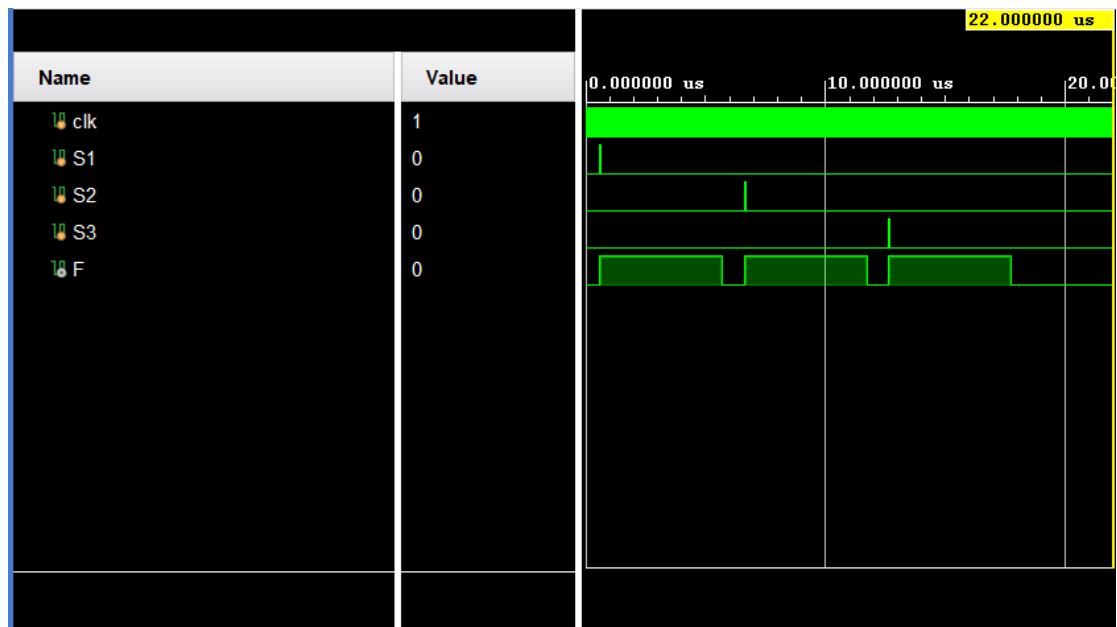 22.000000 us
Name Value
0.000000 us 10.000000 us 20.0
clk 1
S1 0
S2 0
S3 0
F 0